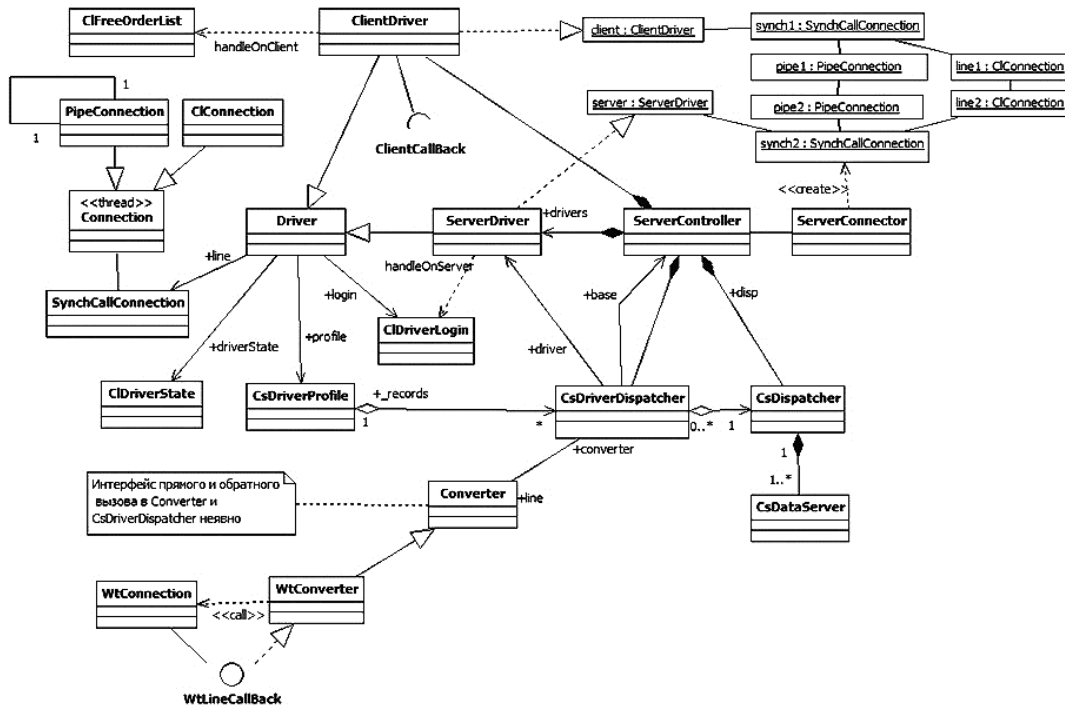 ClFreeOrderList
ClientDriver
handleOnClient
client : ClientDriver
synch1 : SynchCallConnection
pipe1 : PipeConnection
line1 : ClConnection
1
PipeConnection
ClConnection
1
server : ServerDriver
pipe2 : PipeConnection
line2 : ClConnection
synch2 : SynchCallConnection
ClientCallBack
<<create>>
<<thread>>
Connection
Driver
ServerDriver
+drivers
ServerController
ServerConnector
+line
handleOnServer
SynchCallConnection
+login
+base
+disp
ClDriverLogin
+driverState
+profile
+driver
ClDriverState
CsDriverProfile
+_records
1
*
CsDriverDispatcher
0..*
1
CsDispatcher
+converter
1
1..*
Интерфейс прямого и обратного
вызова в Converter и
CsDriverDispatcher неявно
Converter
+line
CsDataServer
WtConnection
WtConverter
<<call>>
WtLineCallBack